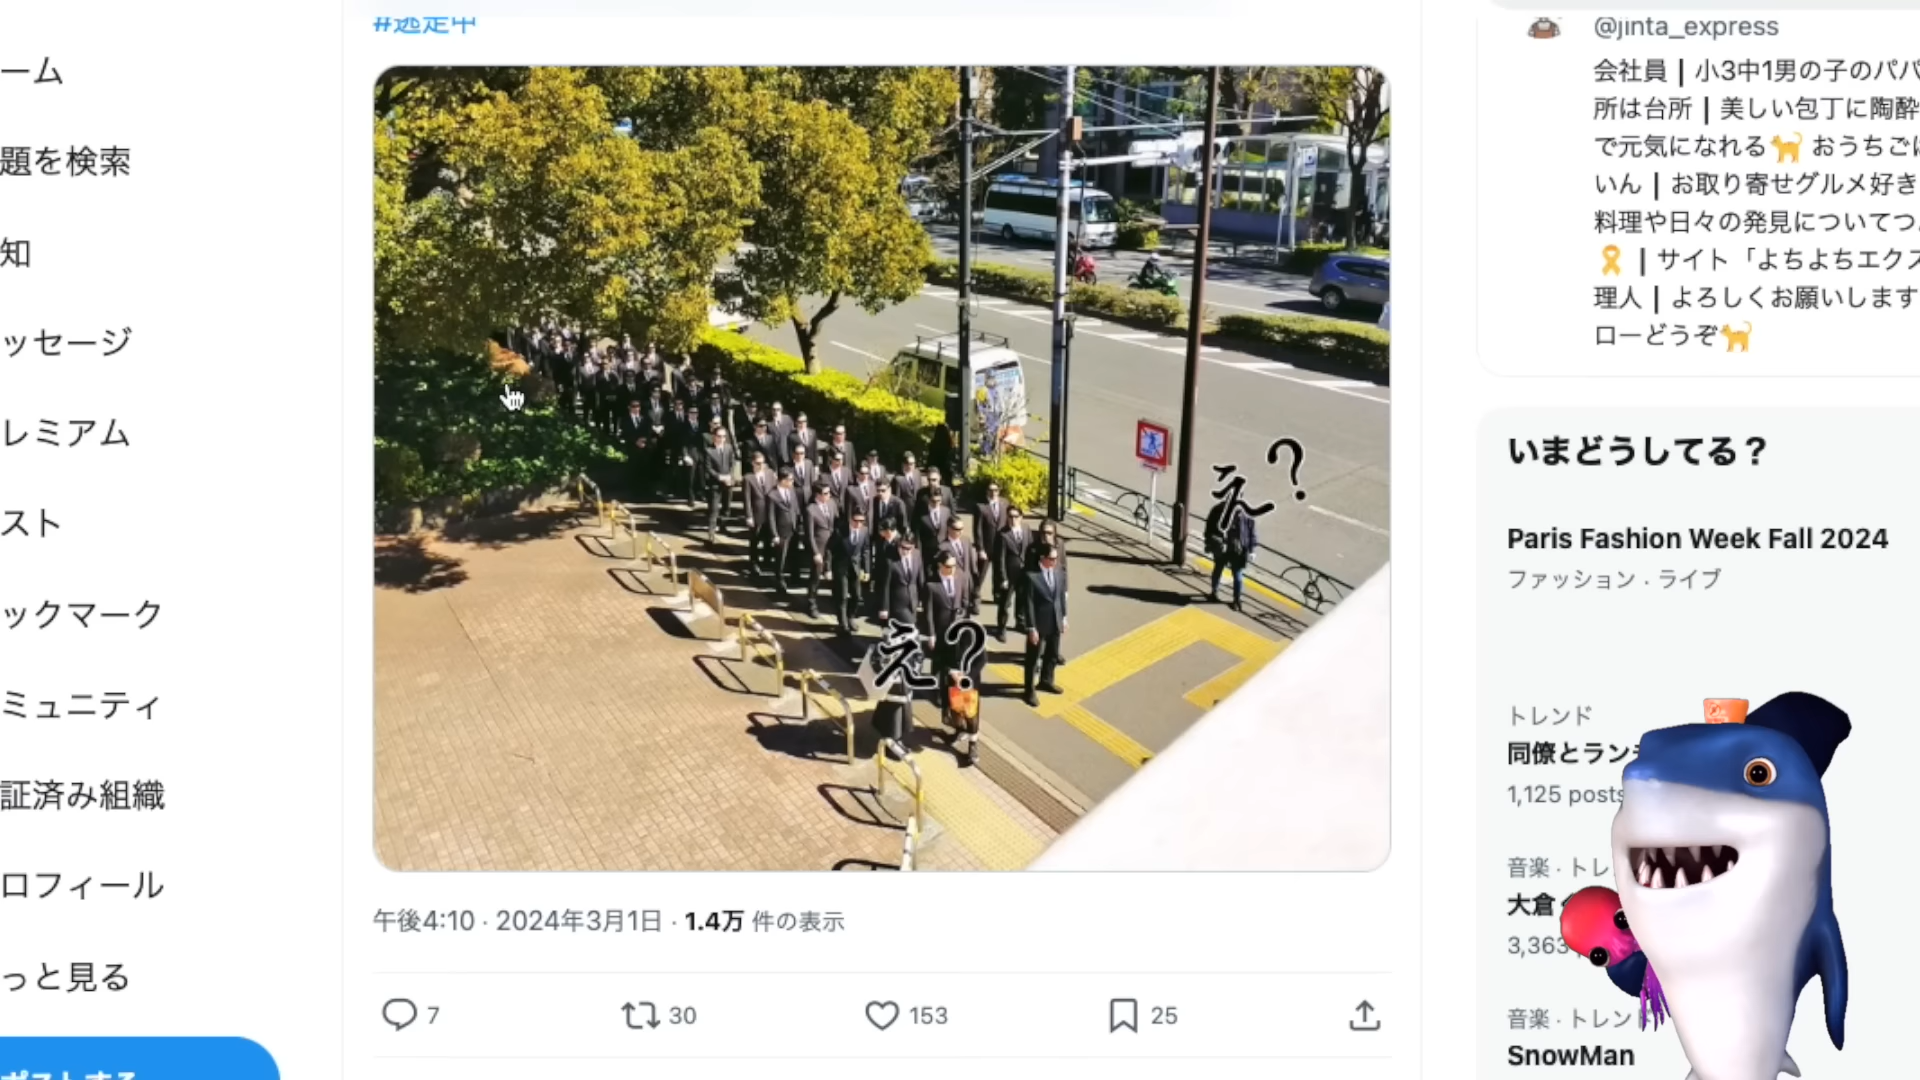 #逃走中
ーム
題を検索
知
ッセージ
レミアム
スト
ックマーク
ミュニティ
証済み組織
ロフィール
っと見る
ポストする
え?
え?
午後4:10 · 2024年3月1日 · 1.4万 件の表示
7
30
153
25
@jinta_express
会社員 | 小3中1男の子のパパ
所は台所 | 美しい包丁に陶酔
で元気になれる🐈 おうちごは
いん | お取り寄せグルメ好き
料理や日々の発見についてつ
🎗 | サイト「よちよちエクス
理人 | よろしくお願いします
ローどうぞ🐈
いまどうしてる？
Paris Fashion Week Fall 2024
ファッション · ライブ
トレンド
同僚とラン
1,125 posts
音楽 · トレ
大倉
3,363
音楽 · トレンド
SnowMan